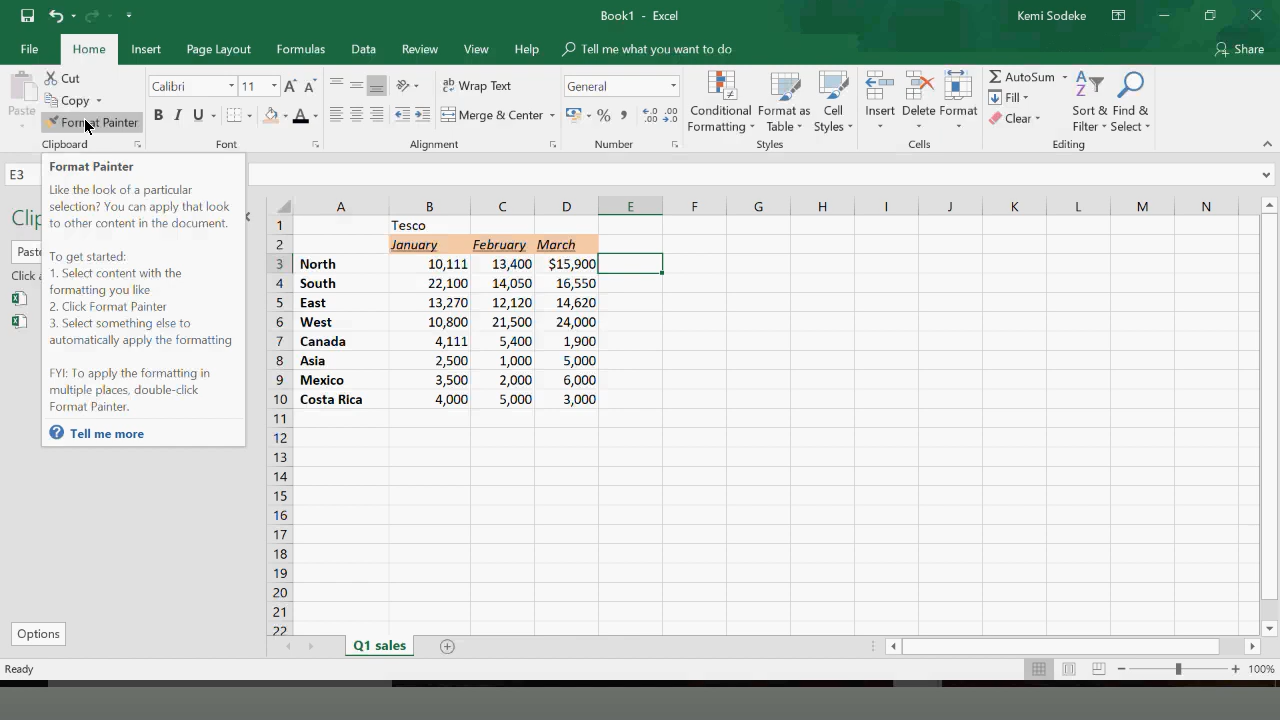 Book1 - Excel
Kemi Sodeke
File Home Insert Page Layout Formulas Data Review View Help Tell me what you want to do Share
Paste
Cut
Copy
Format Painter
Clipboard
Calibri 11
B I U
Font
Wrap Text
Merge & Center
Alignment
General
% ,
Number
Conditional Formatting
Format as Table
Cell Styles
Styles
Insert Delete Format
Cells
AutoSum
Fill
Clear
Sort & Filter
Find & Select
Editing
E3
Format Painter
Like the look of a particular
selection? You can apply that look
to other content in the document.
To get started:
1. Select content with the
formatting you like
2. Click Format Painter
3. Select something else to
automatically apply the formatting
FYI: To apply the formatting in
multiple places, double-click
Format Painter.
Tell me more
Clip
Paste
Click a
Options
A B C D E F G H I J K L M N
1 Tesco
2 January February March
3 North 10,111 13,400 $15,900
4 South 22,100 14,050 16,550
5 East 13,270 12,120 14,620
6 West 10,800 21,500 24,000
7 Canada 4,111 5,400 1,900
8 Asia 2,500 1,000 5,000
9 Mexico 3,500 2,000 6,000
10 Costa Rica 4,000 5,000 3,000
11
12
13
14
15
16
17
18
19
20
21
22
Q1 sales
Ready
100%